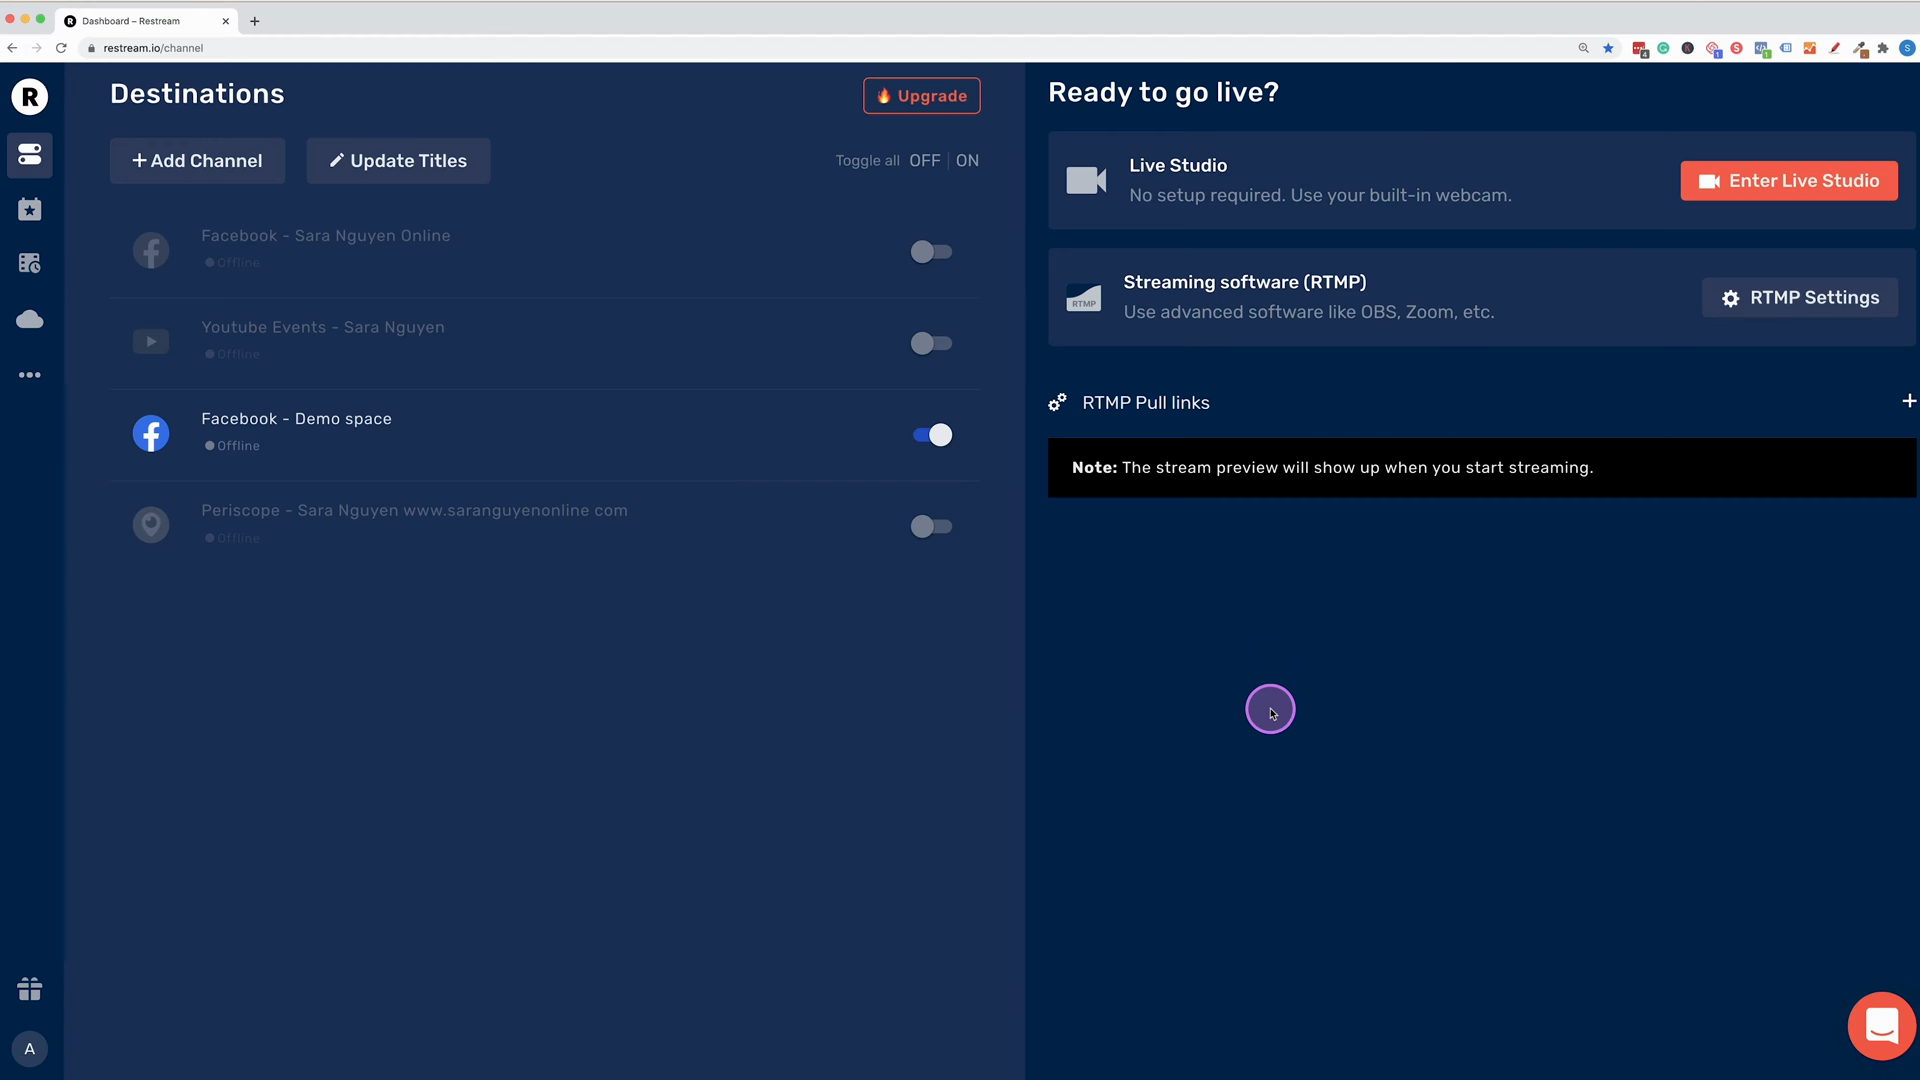 Dashboard – Restream
restream.io/channel
R
Destinations
Upgrade
+ Add Channel
Update Titles
Toggle all OFF | ON
Facebook - Sara Nguyen Online
Offline
Youtube Events - Sara Nguyen
Offline
Facebook - Demo space
Offline
Periscope - Sara Nguyen www.saranguyenonline com
Offline
Ready to go live?
Live Studio
No setup required. Use your built-in webcam.
Enter Live Studio
RTMP
Streaming software (RTMP)
Use advanced software like OBS, Zoom, etc.
RTMP Settings
RTMP Pull links
Note: The stream preview will show up when you start streaming.
A